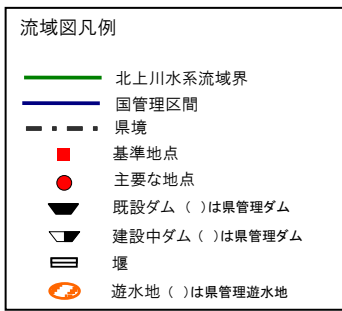 流域図凡例
北上川水系流域界
国管理区間
県境
基準地点
主要な地点
既設ダム（ ）は県管理ダム
建設中ダム（ ）は県管理ダム
堰
遊水地（ ）は県管理遊水地